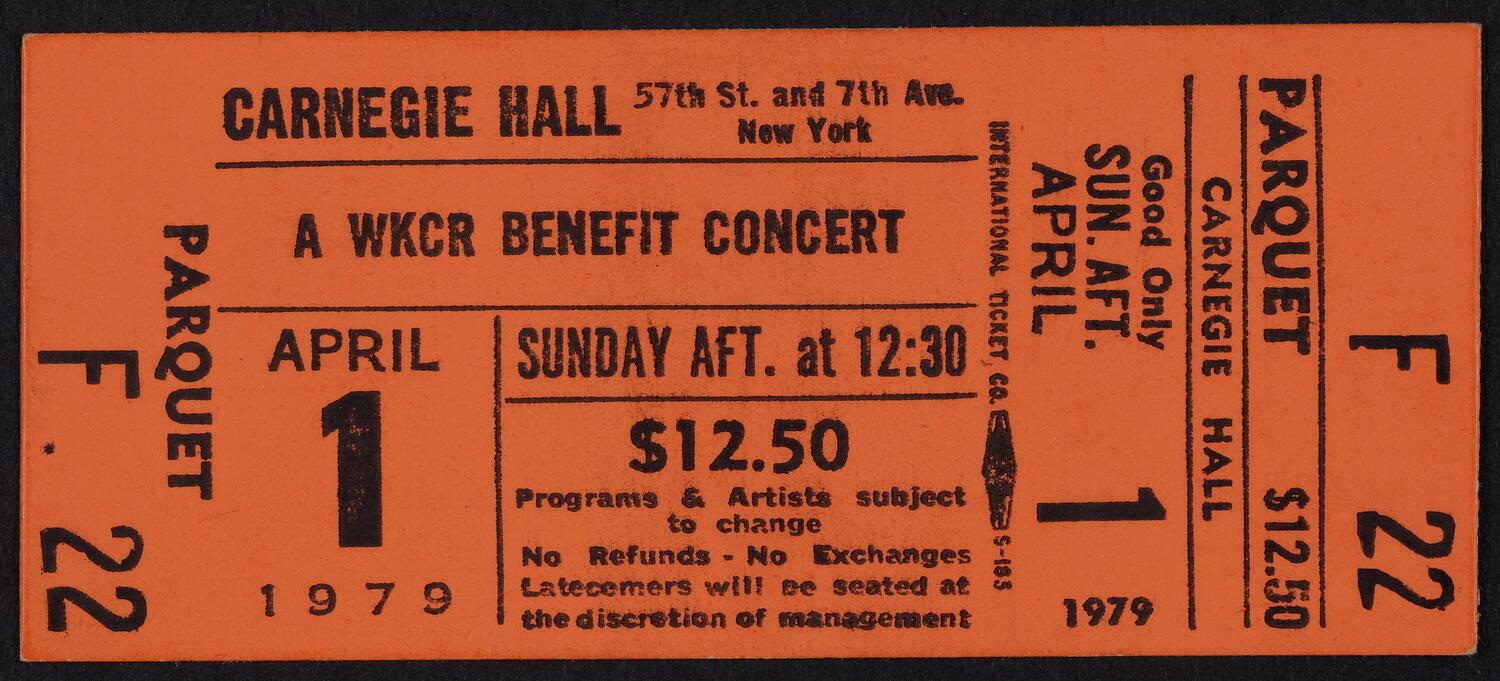 F 22
PARQUET
CARNEGIE HALL 57th St. and 7th Ave.
New York
A WKCR BENEFIT CONCERT
APRIL
1
1979
SUNDAY AFT. at 12:30
$12.50
Programs & Artists subject
to change
No Refunds - No Exchanges
Latecomers will be seated at
the discretion of management
INTERNATIONAL TICKET CO. S-183
Good Only
SUN. AFT.
APRIL 1
1979
CARNEGIE HALL
PARQUET $12.50
F 22